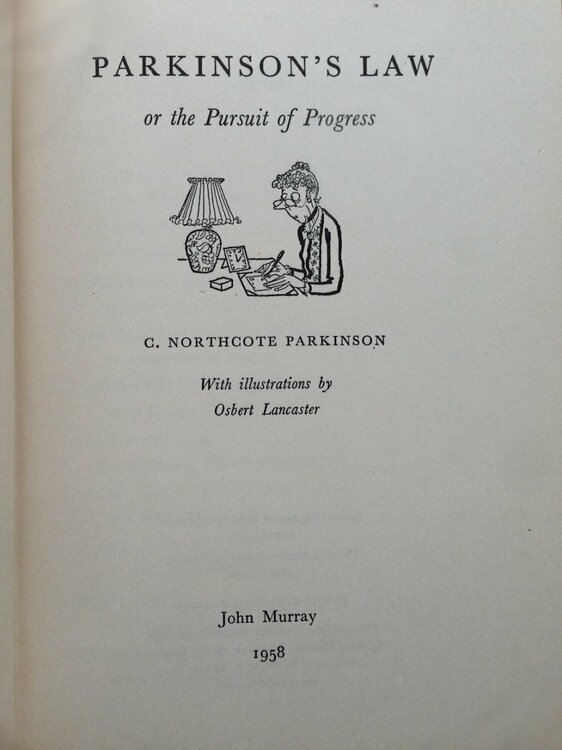 PARKINSON'S LAW
or the Pursuit of Progress
C. NORTHCOTE PARKINSON
With illustrations by
Osbert Lancaster
John Murray
1958